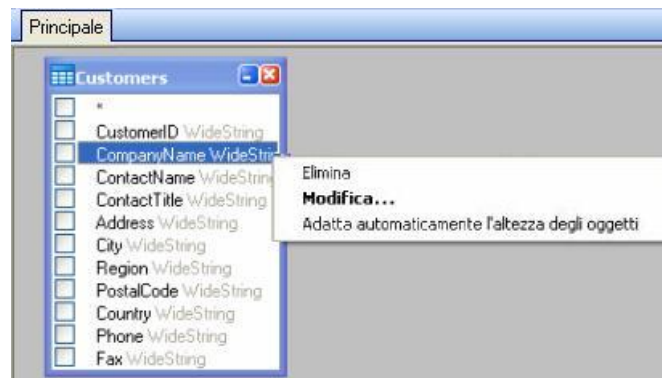 Principale
Customers
*
CustomerID WideString
CompanyName WideStrin
ContactName WideString
ContactTitle WideString
Address WideString
City WideString
Region WideString
PostalCode WideString
Country WideString
Phone WideString
Fax WideString
Elimina
Modifica...
Adatta automaticamente l'altezza degli oggetti